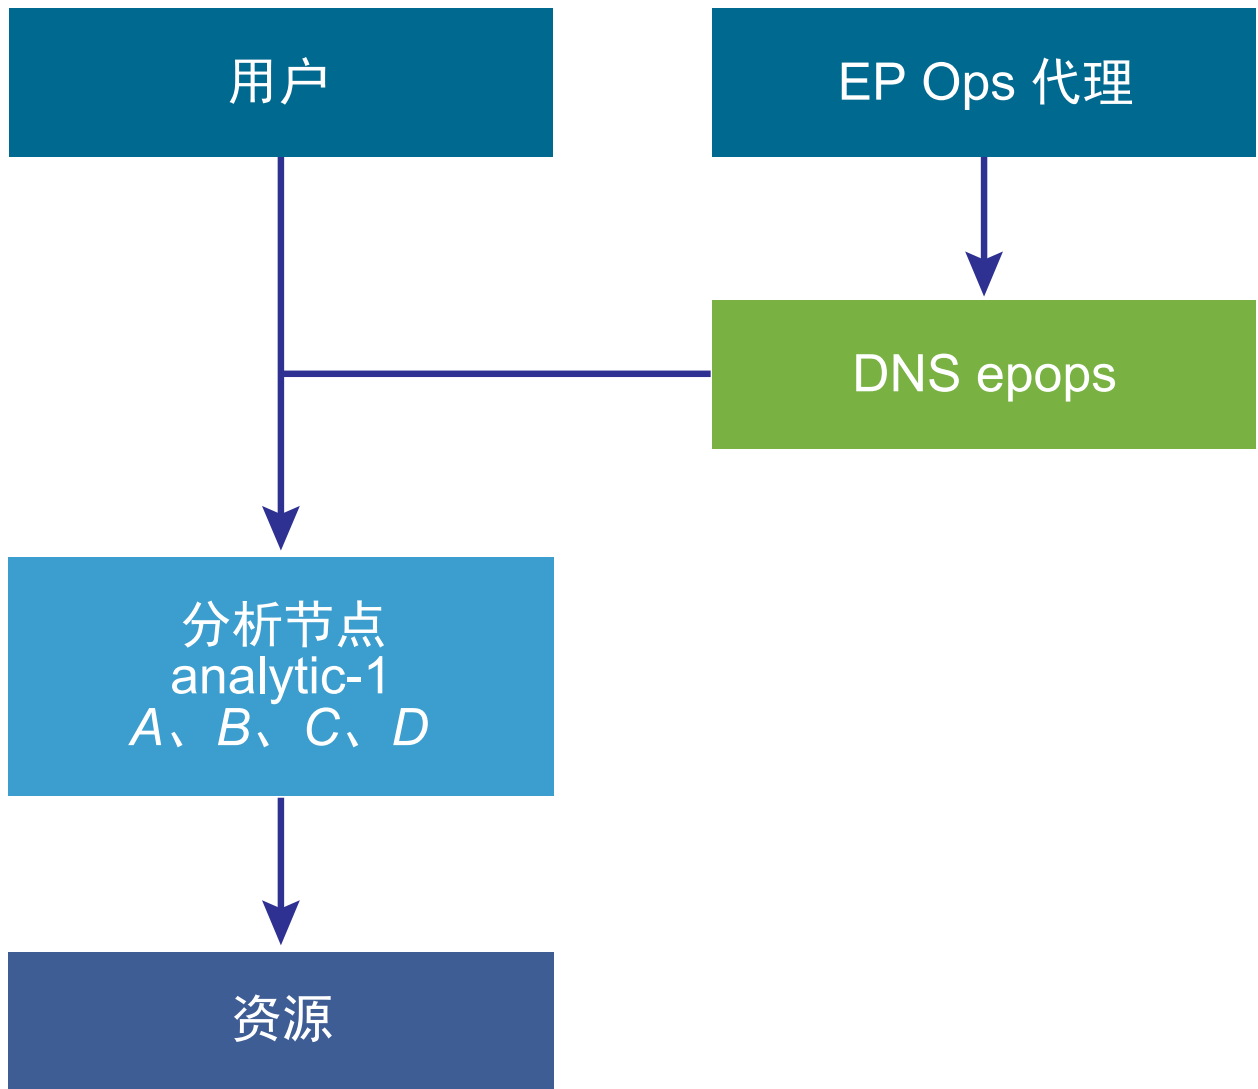 用户
EP Ops 代理
DNS epops
分析节点
analytic-1
A、B、C、D
资源